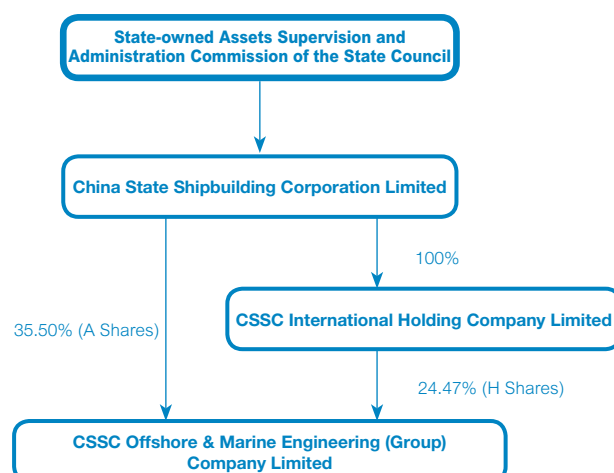 State-owned Assets Supervision and
Administration Commission of the State Council
China State Shipbuilding Corporation Limited
100%
CSSC International Holding Company Limited
35.50% (A Shares)
24.47% (H Shares)
CSSC Offshore & Marine Engineering (Group)
Company Limited